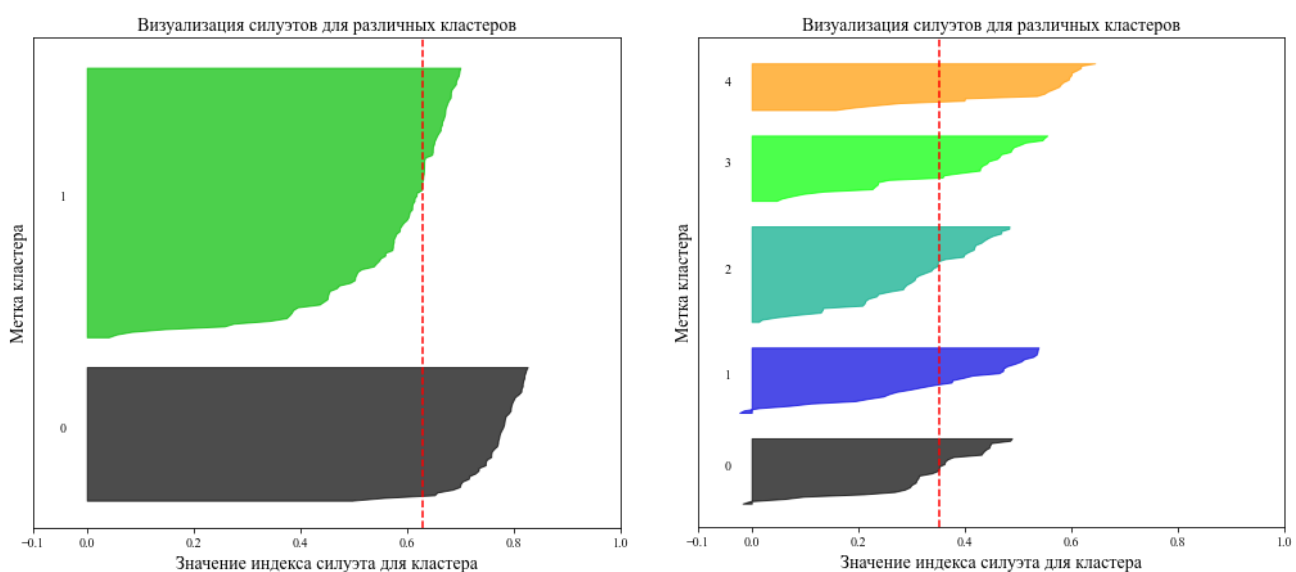 Визуализация силуэтов для различных кластеров
Метка кластера
1
0
−0.1 0.0 0.2 0.4 0.6 0.8 1.0
Значение индекса силуэта для кластера
Визуализация силуэтов для различных кластеров
Метка кластера
4
3
2
1
0
−0.1 0.0 0.2 0.4 0.6 0.8 1.0
Значение индекса силуэта для кластера